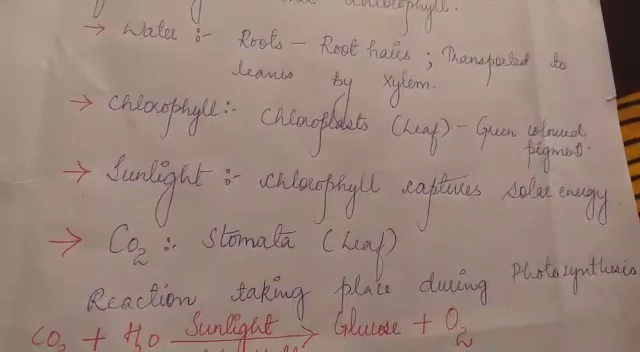 chlorophyll.
→ Water :- Roots – Root hairs ; Transported to
leaves by xylem.
→ Chlorophyll:- Chloroplasts (Leaf) – Green coloured
pigment.
→ Sunlight :- chlorophyll captures solar energy
→ CO2 :- Stomata (Leaf)
Reaction taking place during Photosynthesis
CO2 + H2O Sunlight → Glucose + O2